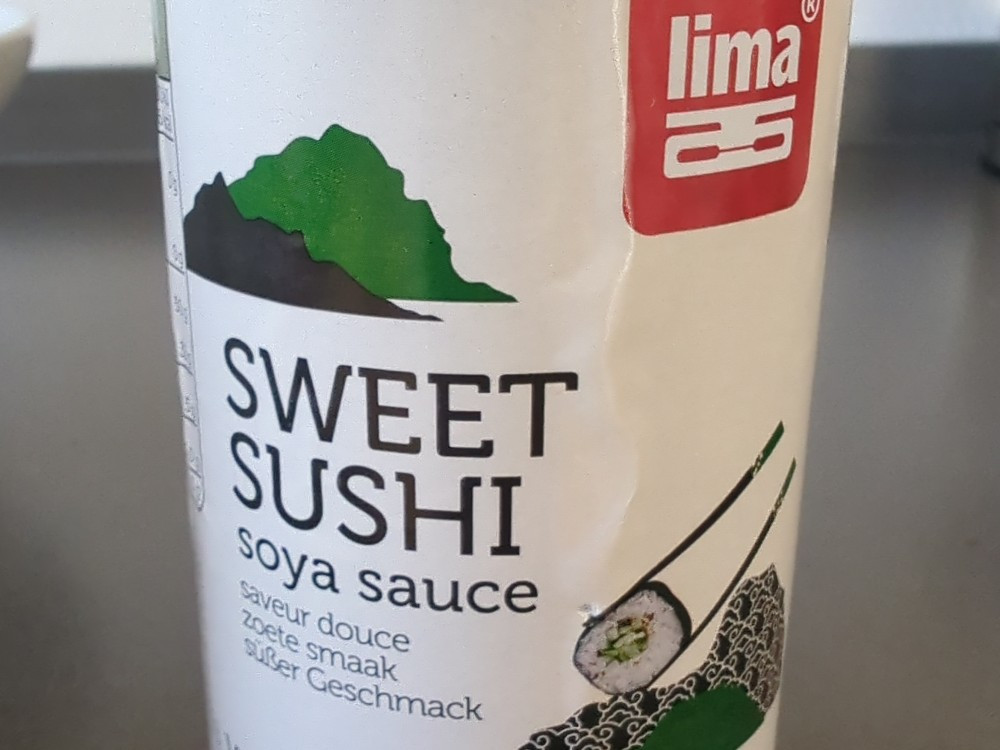 lima®
SWEET
SUSHI
soya sauce
saveur douce
zoete smaak
süßer Geschmack